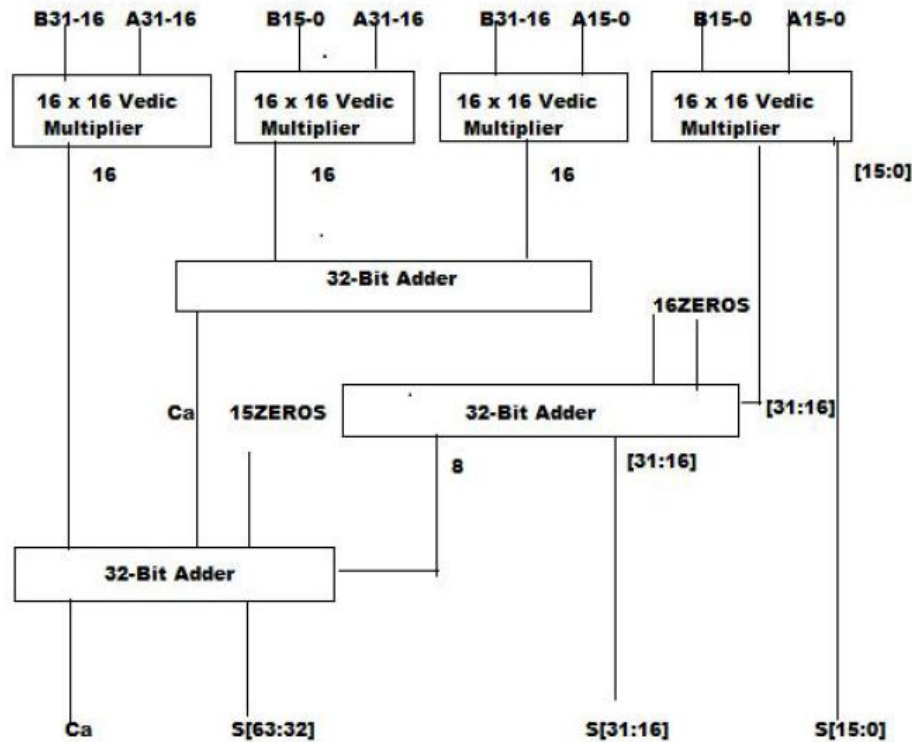 B31-16 A31-16 B15-0 A31-16 B31-16 A15-0 B15-0 A15-0
16 x 16 Vedic
Multiplier
16 x 16 Vedic
Multiplier
16 x 16 Vedic
Multiplier
16 x 16 Vedic
Multiplier
16 16 16 [15:0]
32-Bit Adder
16ZEROS
Ca 15ZEROS 32-Bit Adder [31:16]
8 [31:16]
32-Bit Adder
Ca S[63:32] S[31:16] S[15:0]